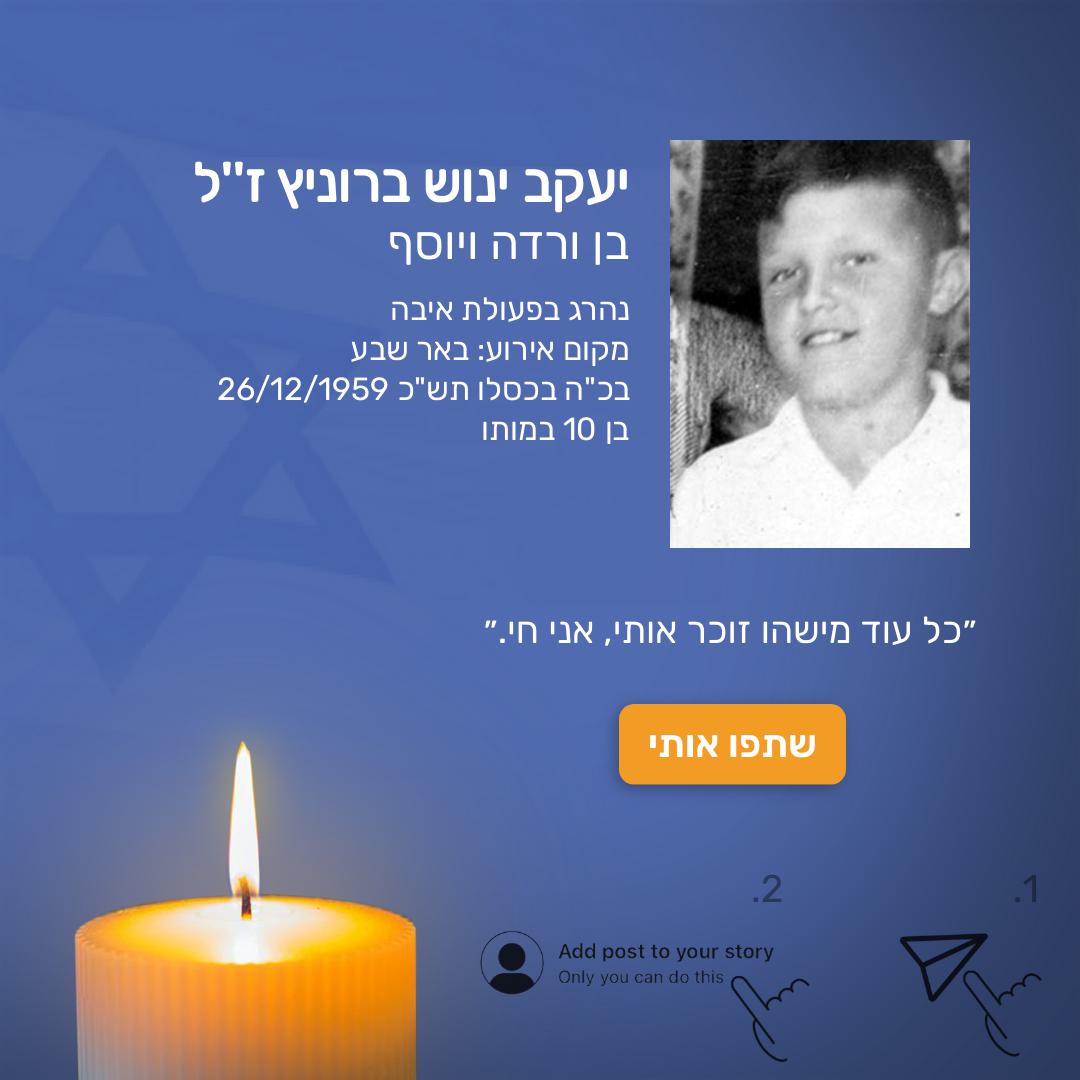 יעקב ינוש ברוניץ ז"ל
בן ורדה ויוסף
נהרג בפעולת איבה
מקום אירוע: באר שבע
בכ"ה בכסלו תש"כ 26/12/1959
בן 10 במותו
״כל עוד מישהו זוכר אותי, אני חי.״
שתפו אותי
.1
.2
Add post to your story
Only you can do this